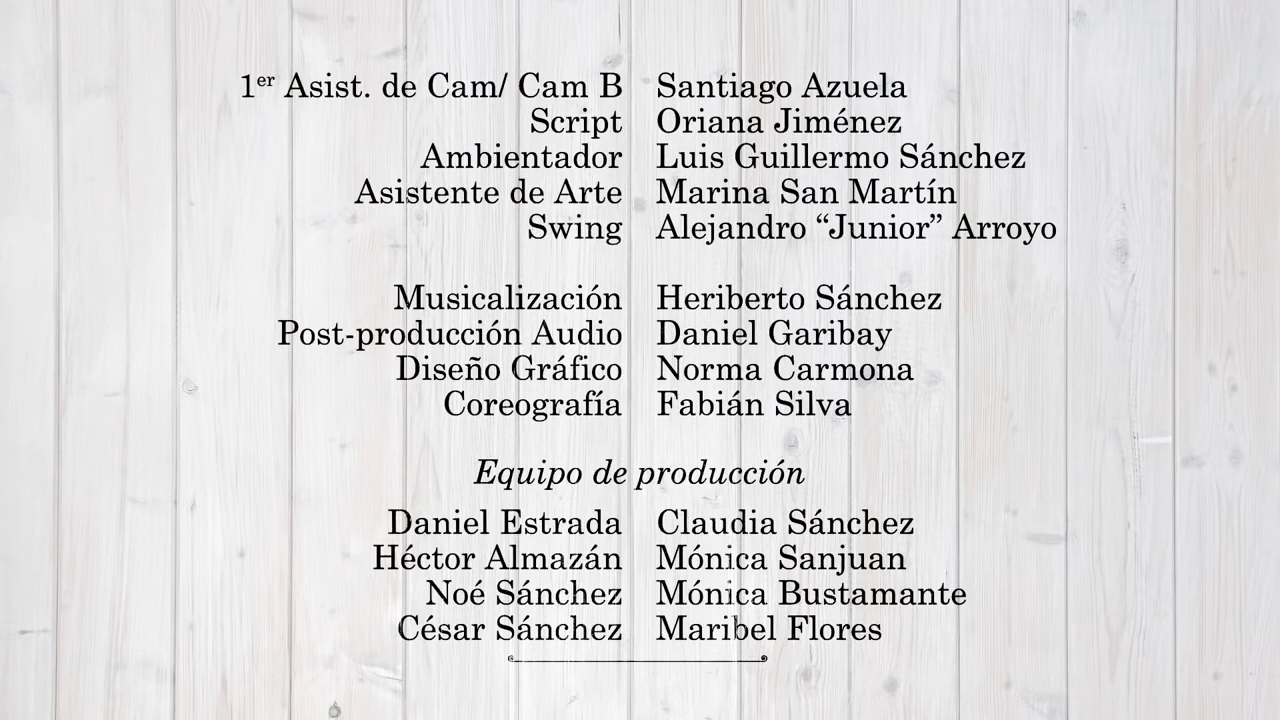 1er Asist. de Cam/ Cam B Santiago Azuela
Script Oriana Jiménez
Ambientador Luis Guillermo Sánchez
Asistente de Arte Marina San Martín
Swing Alejandro “Junior” Arroyo
Musicalización Heriberto Sánchez
Post-producción Audio Daniel Garibay
Diseño Gráfico Norma Carmona
Coreografía Fabián Silva
Equipo de producción
Daniel Estrada Claudia Sánchez
Héctor Almazán Mónica Sanjuan
Noé Sánchez Mónica Bustamante
César Sánchez Maribel Flores